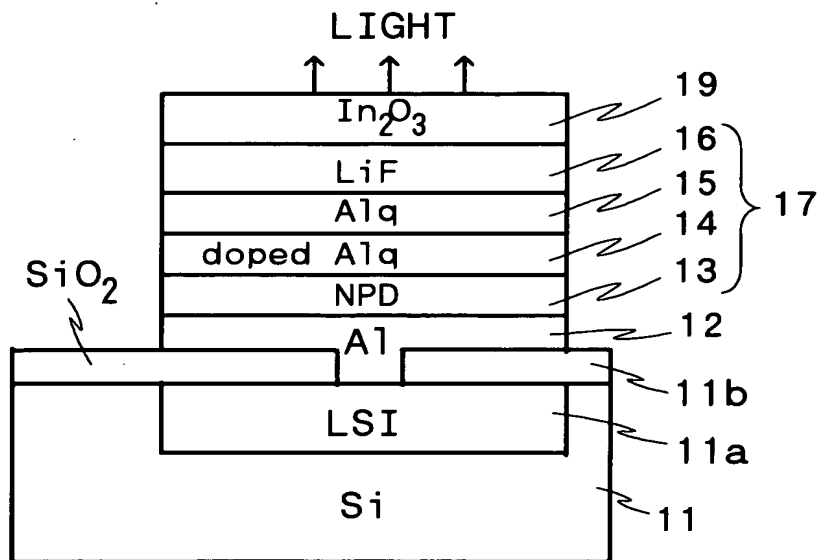 LIGHT
In₂O₃
19
LiF
16
Alq
15
17
doped Alq
14
SiO₂
NPD
13
Al
12
11b
LSI
11a
Si
11